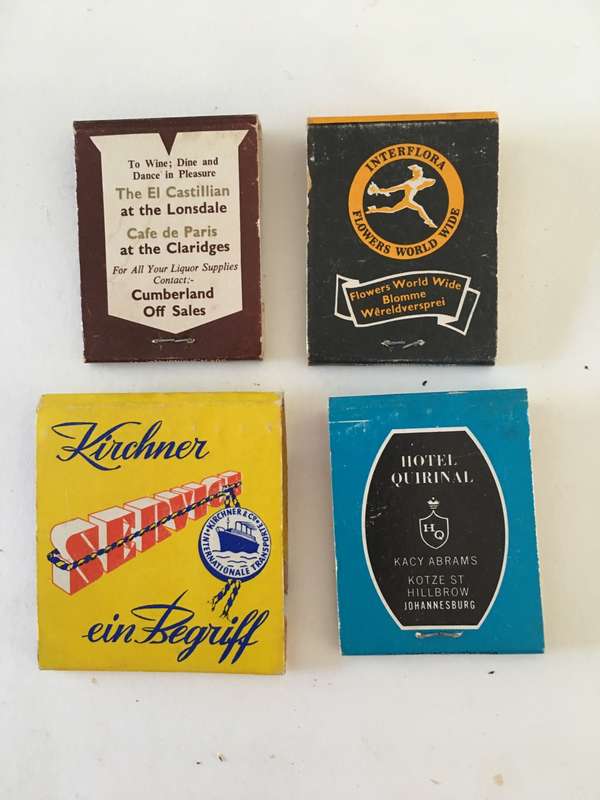 To Wine; Dine and
Dance in Pleasure
The El Castillian
at the Lonsdale
Cafe de Paris
at the Claridges
For All Your Liquor Supplies
Contact:-
Cumberland
Off Sales
INTERFLORA
FLOWERS WORLD WIDE
Flowers World Wide
Blomme
Wêreldversprei
Kirchner
SERVICE
KIRCHNER & CO
INTERNATIONALE TRANSPORTE
ein Begriff
HOTEL
QUIRINAL
HQ
KACY ABRAMS
KOTZE ST
HILLBROW
JOHANNESBURG